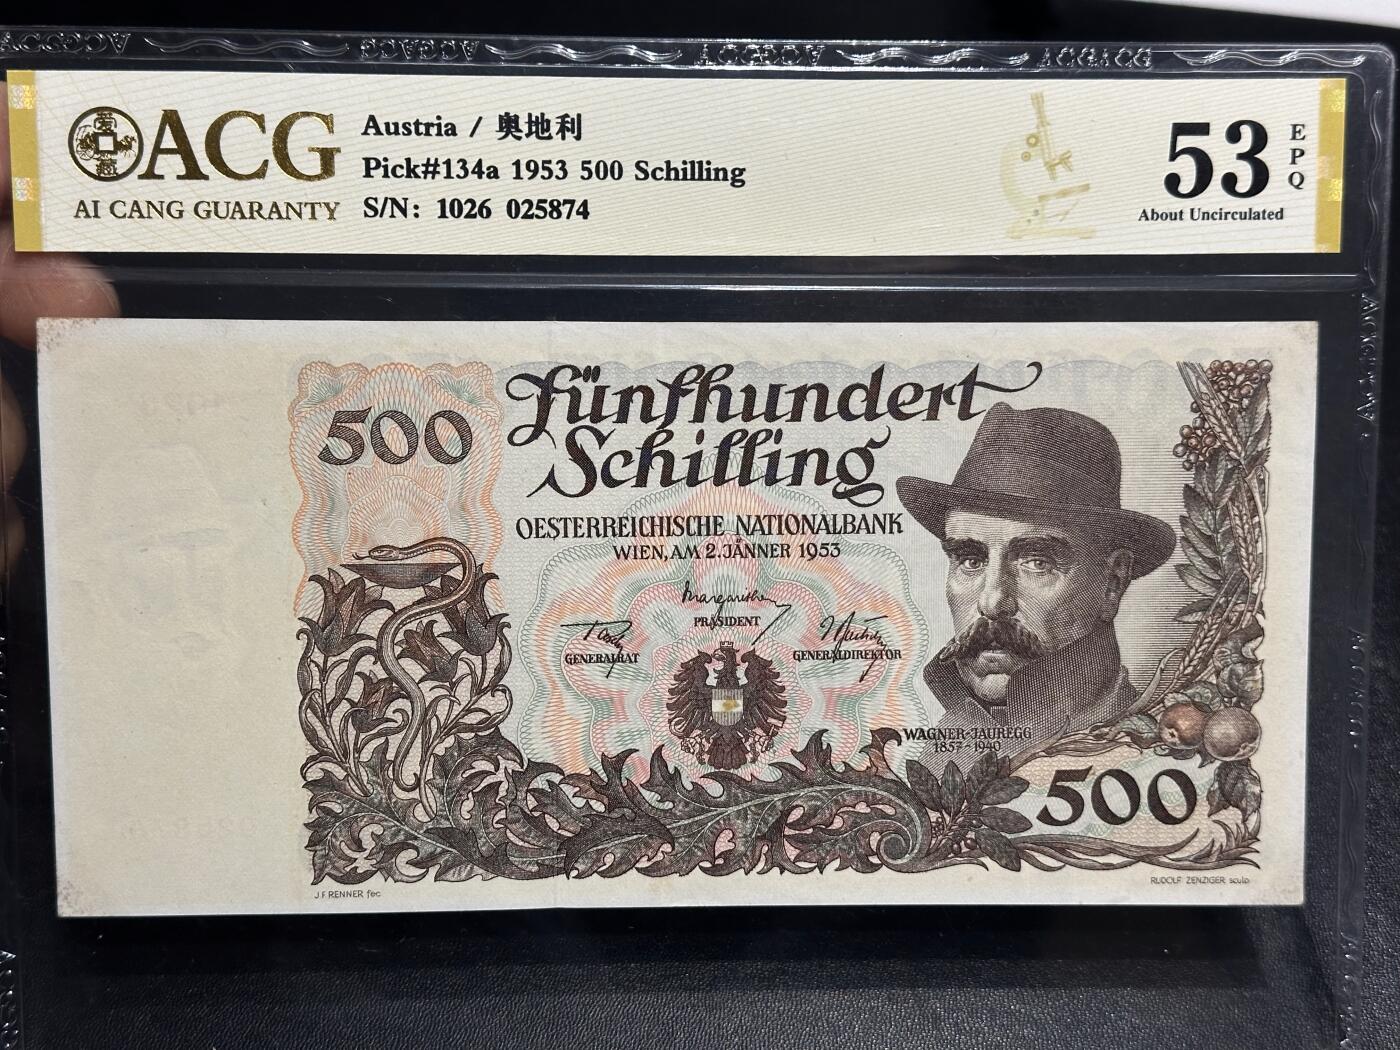 ACG
AI CANG GUARANTY
Austria / 奥地利
Pick#134a 1953 500 Schilling
S/N: 1026 025874
53
EPQ
About Uncirculated
500
Fünfhundert
Schilling
OESTERREICHISCHE NATIONALBANK
WIEN, AM 2. JÄNNER 1953
PRÄSIDENT
GENERALRAT
GENERALDIREKTOR
WAGNER-JAUREGG
1857-1940
500
J.F. RENNER fec
RUDOLF ZENZIGER sculp